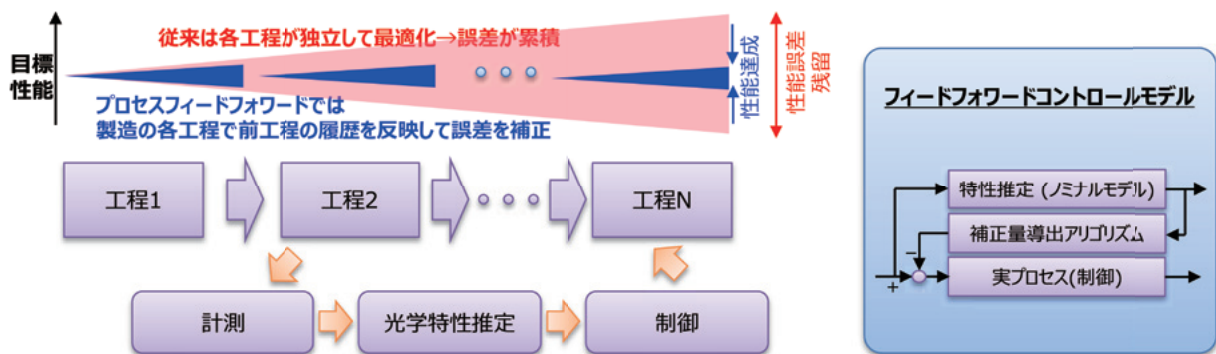 従来は各工程が独立して最適化→誤差が累積
目標
性能
プロセスフィードフォワードでは
製造の各工程で前工程の履歴を反映して誤差を補正
性能達成
性能誤差
残留
工程1
工程2
工程N
計測
光学特性推定
制御
フィードフォワードコントロールモデル
特性推定 (ノミナルモデル)
補正量導出アリゴリズム
実プロセス(制御)
−
+